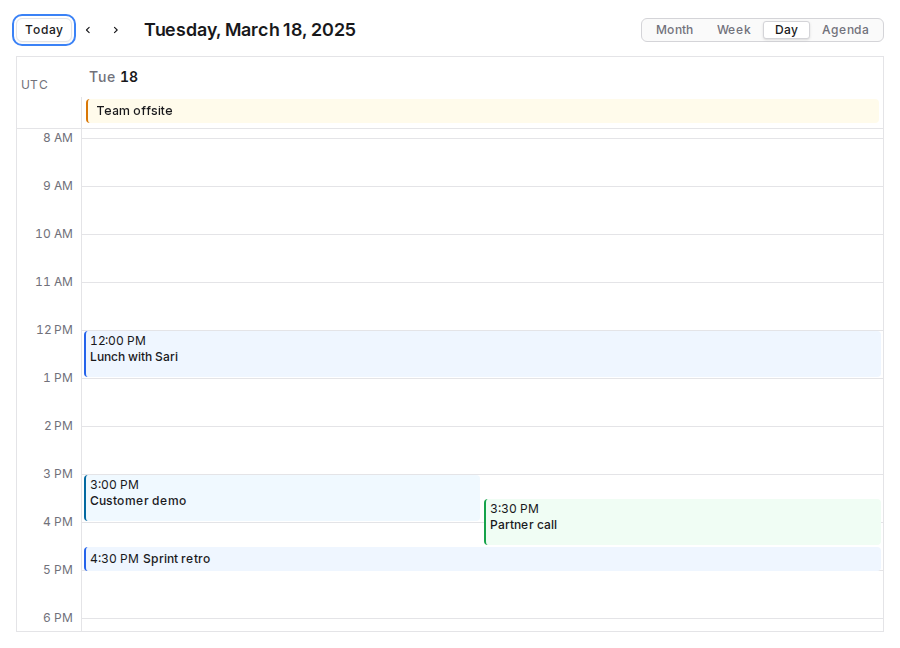 Today ‹ › Tuesday, March 18, 2025 Month Week Day Agenda
UTC
Tue 18
Team offsite
8 AM
9 AM
10 AM
11 AM
12 PM
12:00 PM
Lunch with Sari
1 PM
2 PM
3 PM
3:00 PM
Customer demo
3:30 PM
Partner call
4 PM
4:30 PM Sprint retro
5 PM
6 PM